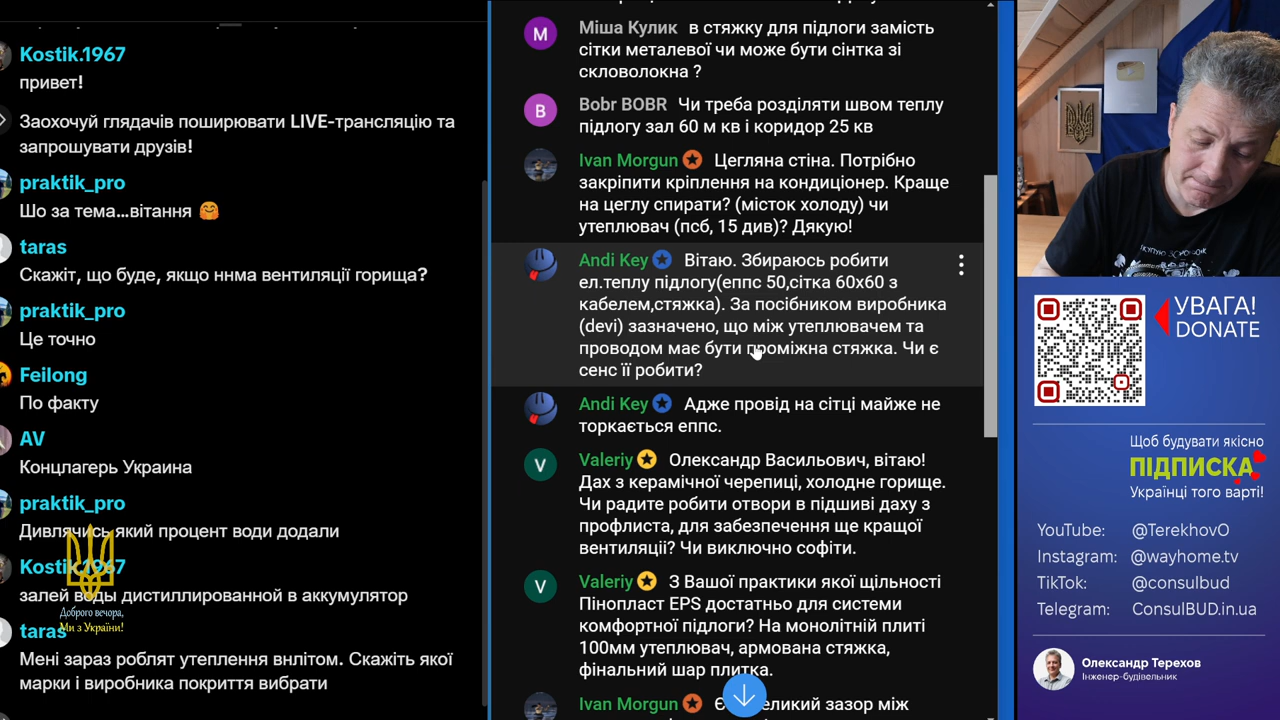 Kostik.1967
привет!
Заохочуй глядачів поширювати LIVE-трансляцію та
запрошувати друзів!
praktik_pro
Шо за тема...вітання 🤗
taras
Скажіт, що буде, якщо ннма вентиляції горища?
praktik_pro
Це точно
Feilong
По факту
AV
Концлагерь Украина
praktik_pro
Дивлячись який процент води додали
Kostik.1967
залей воды дистиллированной в аккумулятор
Доброго вечора,
Ми з України!
taras
Мені зараз роблят утеплення внлітом. Скажіть якої
марки і виробника покриття вибрати
М Міша Кулик в стяжку для підлоги замість
сітки металевої чи може бути сінтка зі
скловолокна ?
B Bobr BOBR Чи треба розділяти швом теплу
підлогу зал 60 м кв і коридор 25 кв
Ivan Morgun Цегляна стіна. Потрібно
закріпити кріплення на кондиціонер. Краще
на цеглу спирати? (місток холоду) чи
утеплювач (псб, 15 див)? Дякую!
Andi Key Вітаю. Збираюсь робити
ел.теплу підлогу(еппс 50,сітка 60х60 з
кабелем,стяжка). За посібником виробника
(devi) зазначено, що між утеплювачем та
проводом має бути проміжна стяжка. Чи є
сенс її робити?
Andi Key Адже провід на сітці майже не
торкається еппс.
V Valeriy Олександр Васильович, вітаю!
Дах з керамічної черепиці, холодне горище.
Чи радите робити отвори в підшиві даху з
профлиста, для забезпечення ще кращої
вентиляції? Чи виключно софіти.
V Valeriy З Вашої практики якої щільності
Пінопласт EPS достатньо для системи
комфортної підлоги? На монолітній плиті
100мм утеплювач, армована стяжка,
фінальний шар плитка.
Ivan Morgun
зазор між
УВАГА!
DONATE
Щоб будувати якісно
ПІДПИСКА
Українці того варті!
YouTube: @TerekhovO
Instagram: @wayhome.tv
TikTok: @consulbud
Telegram: ConsulBUD.in.ua
Олександр Терехов
Інженер-будівельник